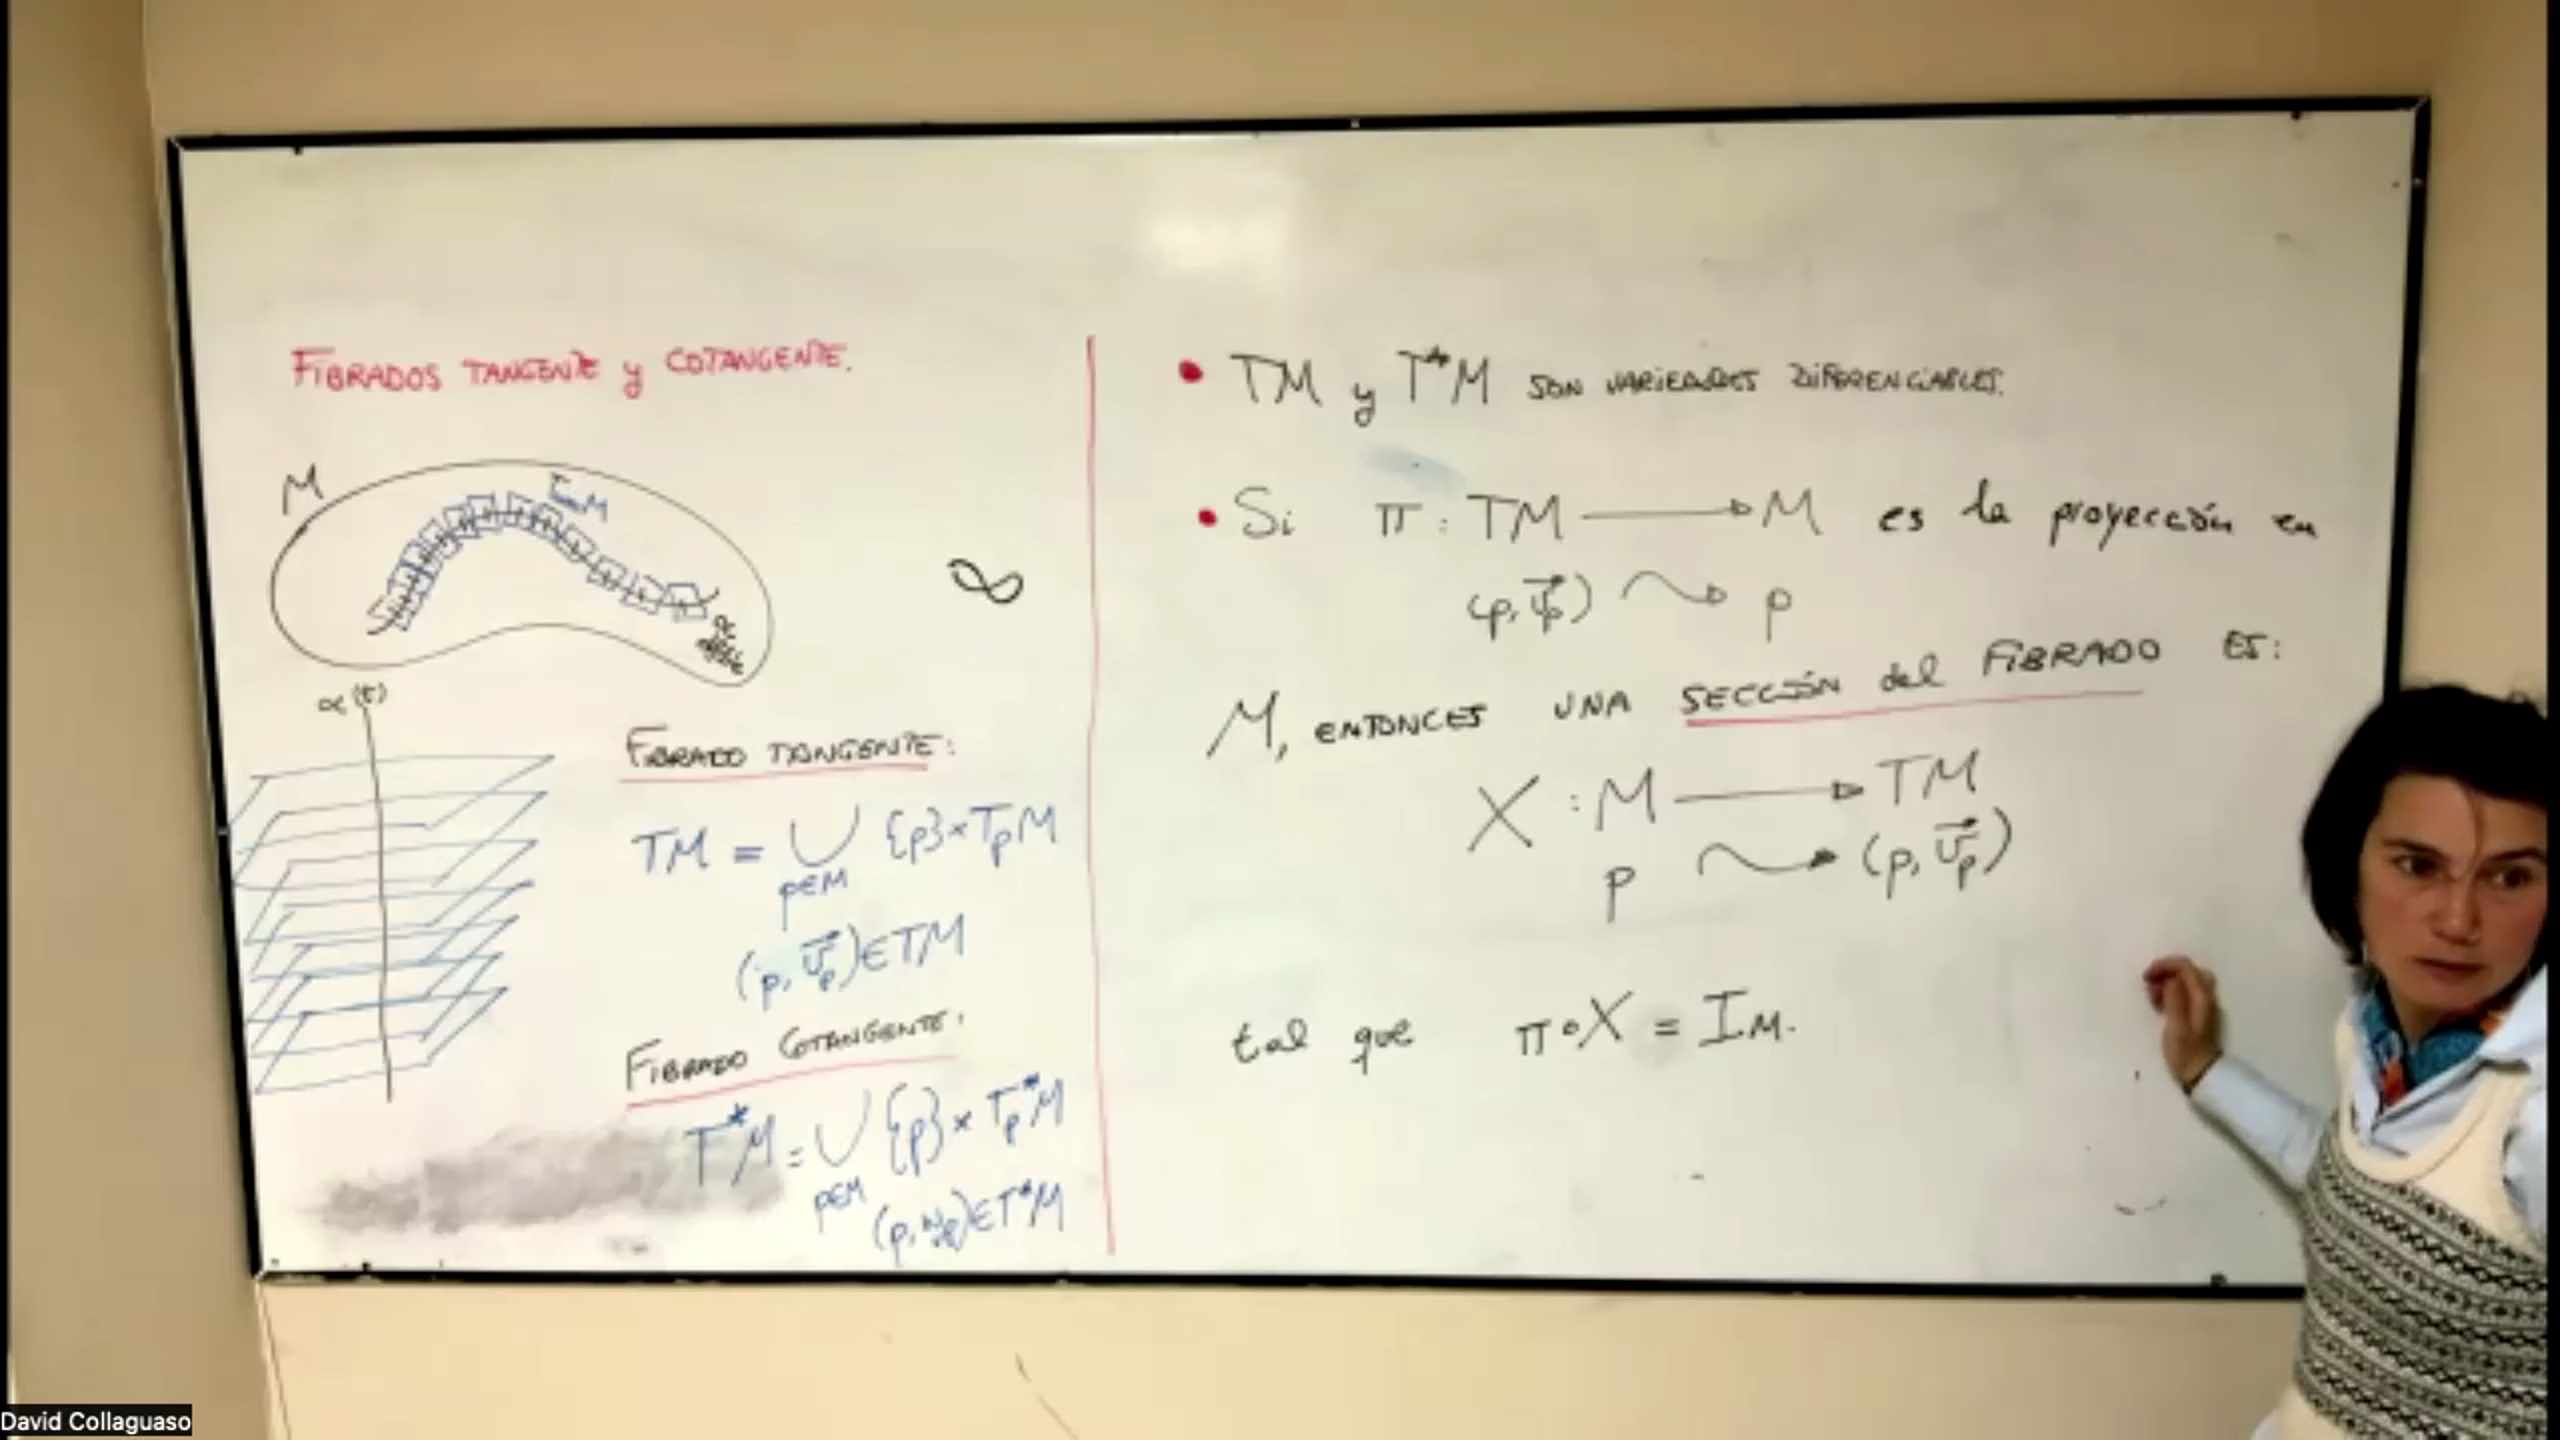 FIBRADOS TANGENTE y COTANGENTE.
M
α(t)
∞
FIBRADO TANGENTE:
TM = ∪ {p} × TpM
p∈M
(p, v⃗p) ∈ TM
FIBRADO COTANGENTE.
T*M = ∪ {p} × Tp*M
p∈M
(p, wp) ∈ T*M
• TM y T*M SON VARIEDADES DIFERENCIABLES.
• Si π : TM → M es la proyección en
(p, v⃗p) ⤳ p
M, ENTONCES UNA SECCIÓN del FIBRADO ES:
X : M → TM
p ⤳ (p, v⃗p)
tal que π∘X = IM.
David Collaguaso